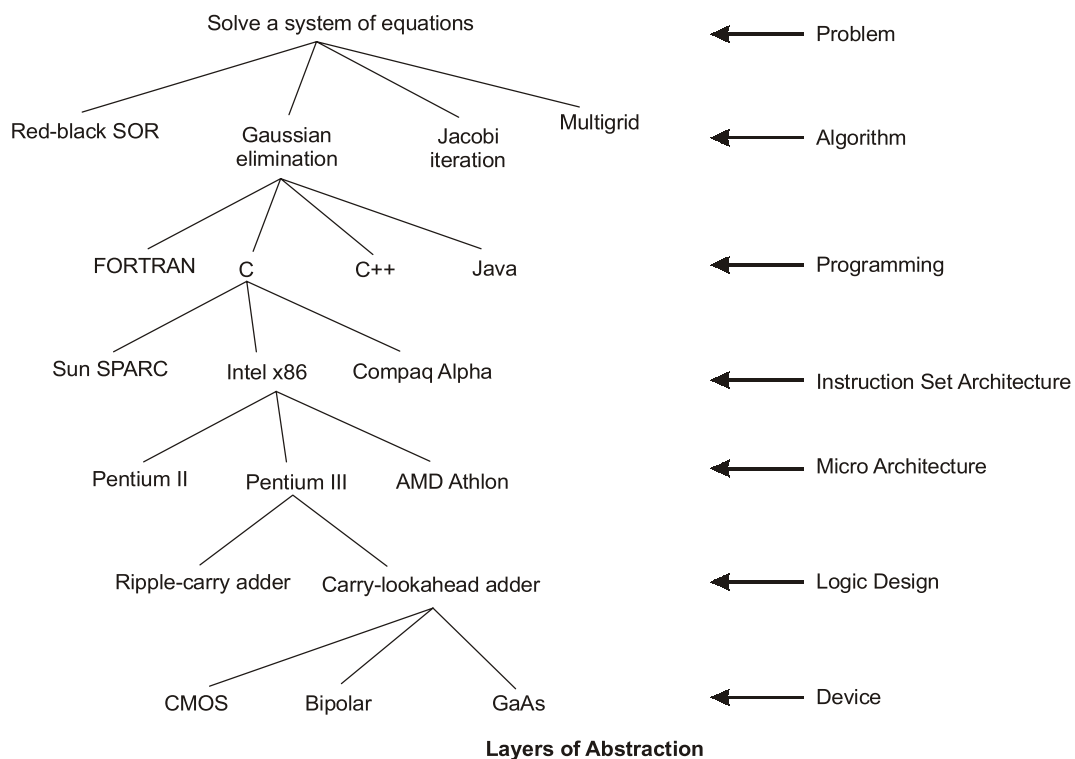 Solve a system of equations
Problem
Red-black SOR
Gaussian
elimination
Jacobi
iteration
Multigrid
Algorithm
FORTRAN
C
C++
Java
Programming
Sun SPARC
Intel x86
Compaq Alpha
Instruction Set Architecture
Pentium II
Pentium III
AMD Athlon
Micro Architecture
Ripple-carry adder
Carry-lookahead adder
Logic Design
CMOS
Bipolar
GaAs
Device
Layers of Abstraction